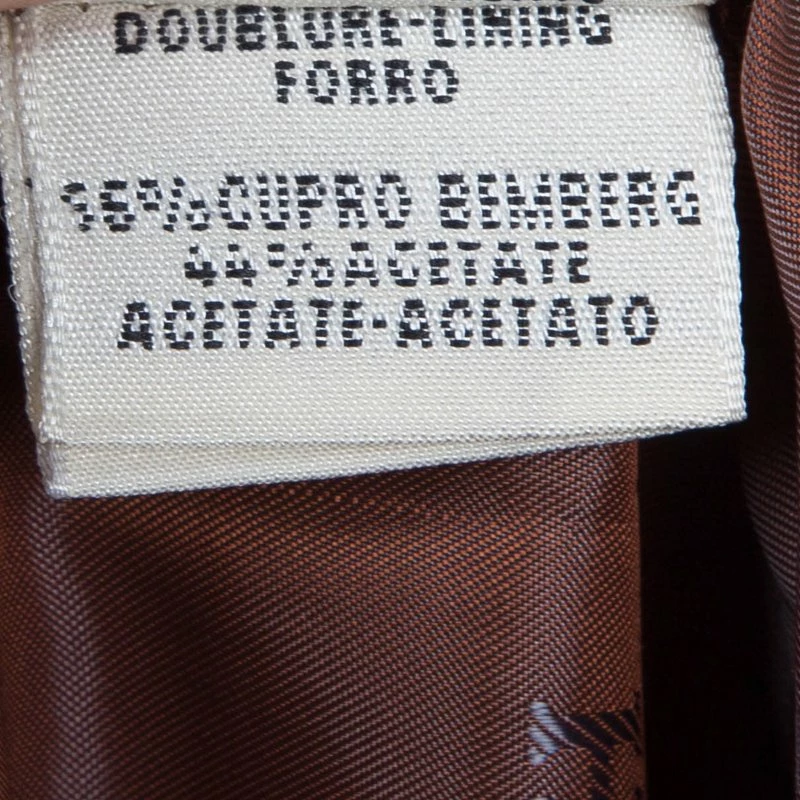 DOUBLURE-LINING
FORRO
56%CUPRO BEMBERG
44%ACETATE
ACETATE-ACETATO